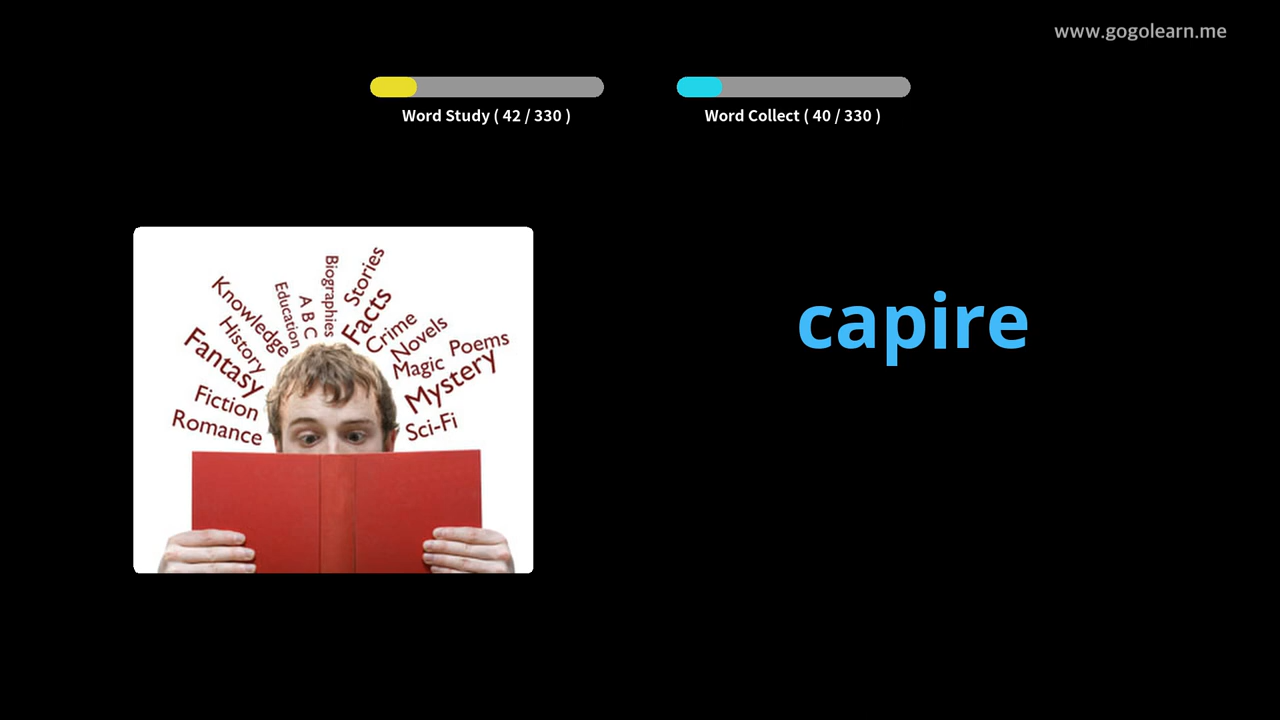 www.gogolearn.me
Word Study ( 42 / 330 )
Word Collect ( 40 / 330 )
capire
Romance
Fiction
Fantasy
History
Knowledge
Education
A B C
Biographies
Stories
Facts
Crime
Novels
Magic
Poems
Mystery
Sci-Fi